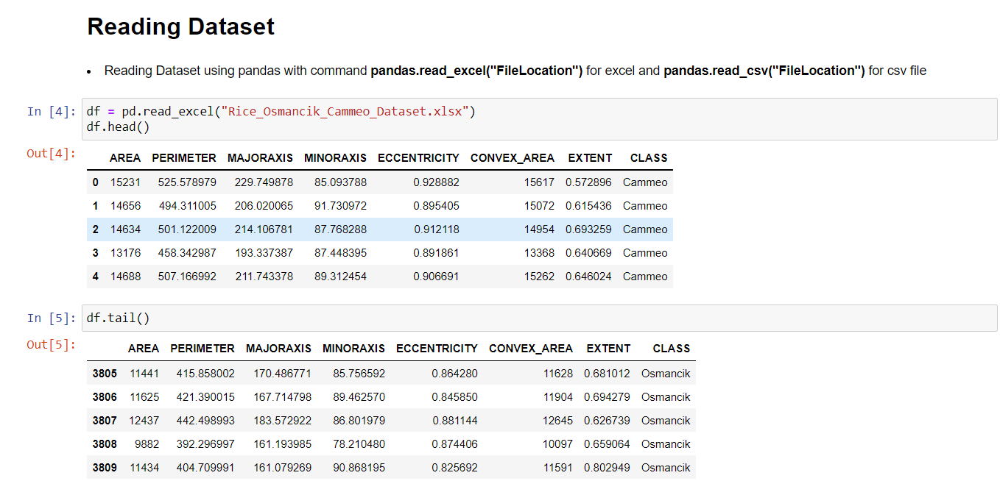 Reading Dataset
• Reading Dataset using pandas with command pandas.read_excel("FileLocation") for excel and pandas.read_csv("FileLocation") for csv file
In [4]: df = pd.read_excel("Rice_Osmancik_Cammeo_Dataset.xlsx")
df.head()
Out[4]:
AREA PERIMETER MAJORAXIS MINORAXIS ECCENTRICITY CONVEX_AREA EXTENT CLASS
0 15231 525.578979 229.749878 85.093788 0.928882 15617 0.572896 Cammeo
1 14656 494.311005 206.020065 91.730972 0.895405 15072 0.615436 Cammeo
2 14634 501.122009 214.106781 87.768288 0.912118 14954 0.693259 Cammeo
3 13176 458.342987 193.337387 87.448395 0.891861 13368 0.640669 Cammeo
4 14688 507.166992 211.743378 89.312454 0.906691 15262 0.646024 Cammeo
In [5]: df.tail()
Out[5]:
AREA PERIMETER MAJORAXIS MINORAXIS ECCENTRICITY CONVEX_AREA EXTENT CLASS
3805 11441 415.858002 170.486771 85.756592 0.864280 11628 0.681012 Osmancik
3806 11625 421.390015 167.714798 89.462570 0.845850 11904 0.694279 Osmancik
3807 12437 442.498993 183.572922 86.801979 0.881144 12645 0.626739 Osmancik
3808 9882 392.296997 161.193985 78.210480 0.874406 10097 0.659064 Osmancik
3809 11434 404.709991 161.079269 90.868195 0.825692 11591 0.802949 Osmancik